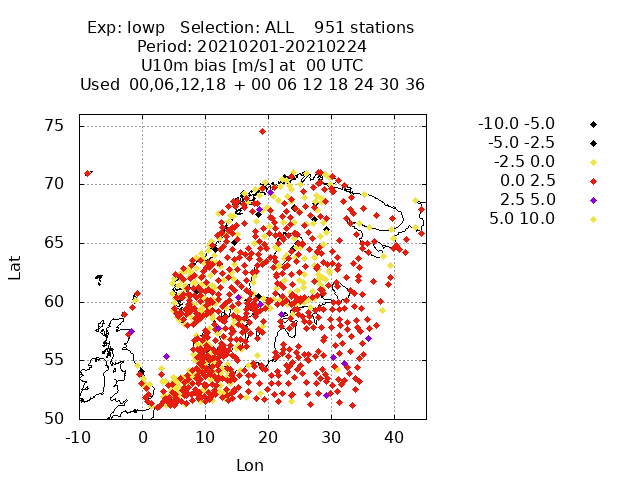 Exp: lowp   Selection: ALL    951 stations
Period: 20210201-20210224
U10m bias [m/s] at  00 UTC
Used  00,06,12,18  + 00 06 12 18 24 30 36
-10.0 -5.0
-5.0 -2.5
-2.5 0.0
0.0 2.5
2.5 5.0
5.0 10.0
75
70
65
60
55
50
Lat
-10 0 10 20 30 40
Lon